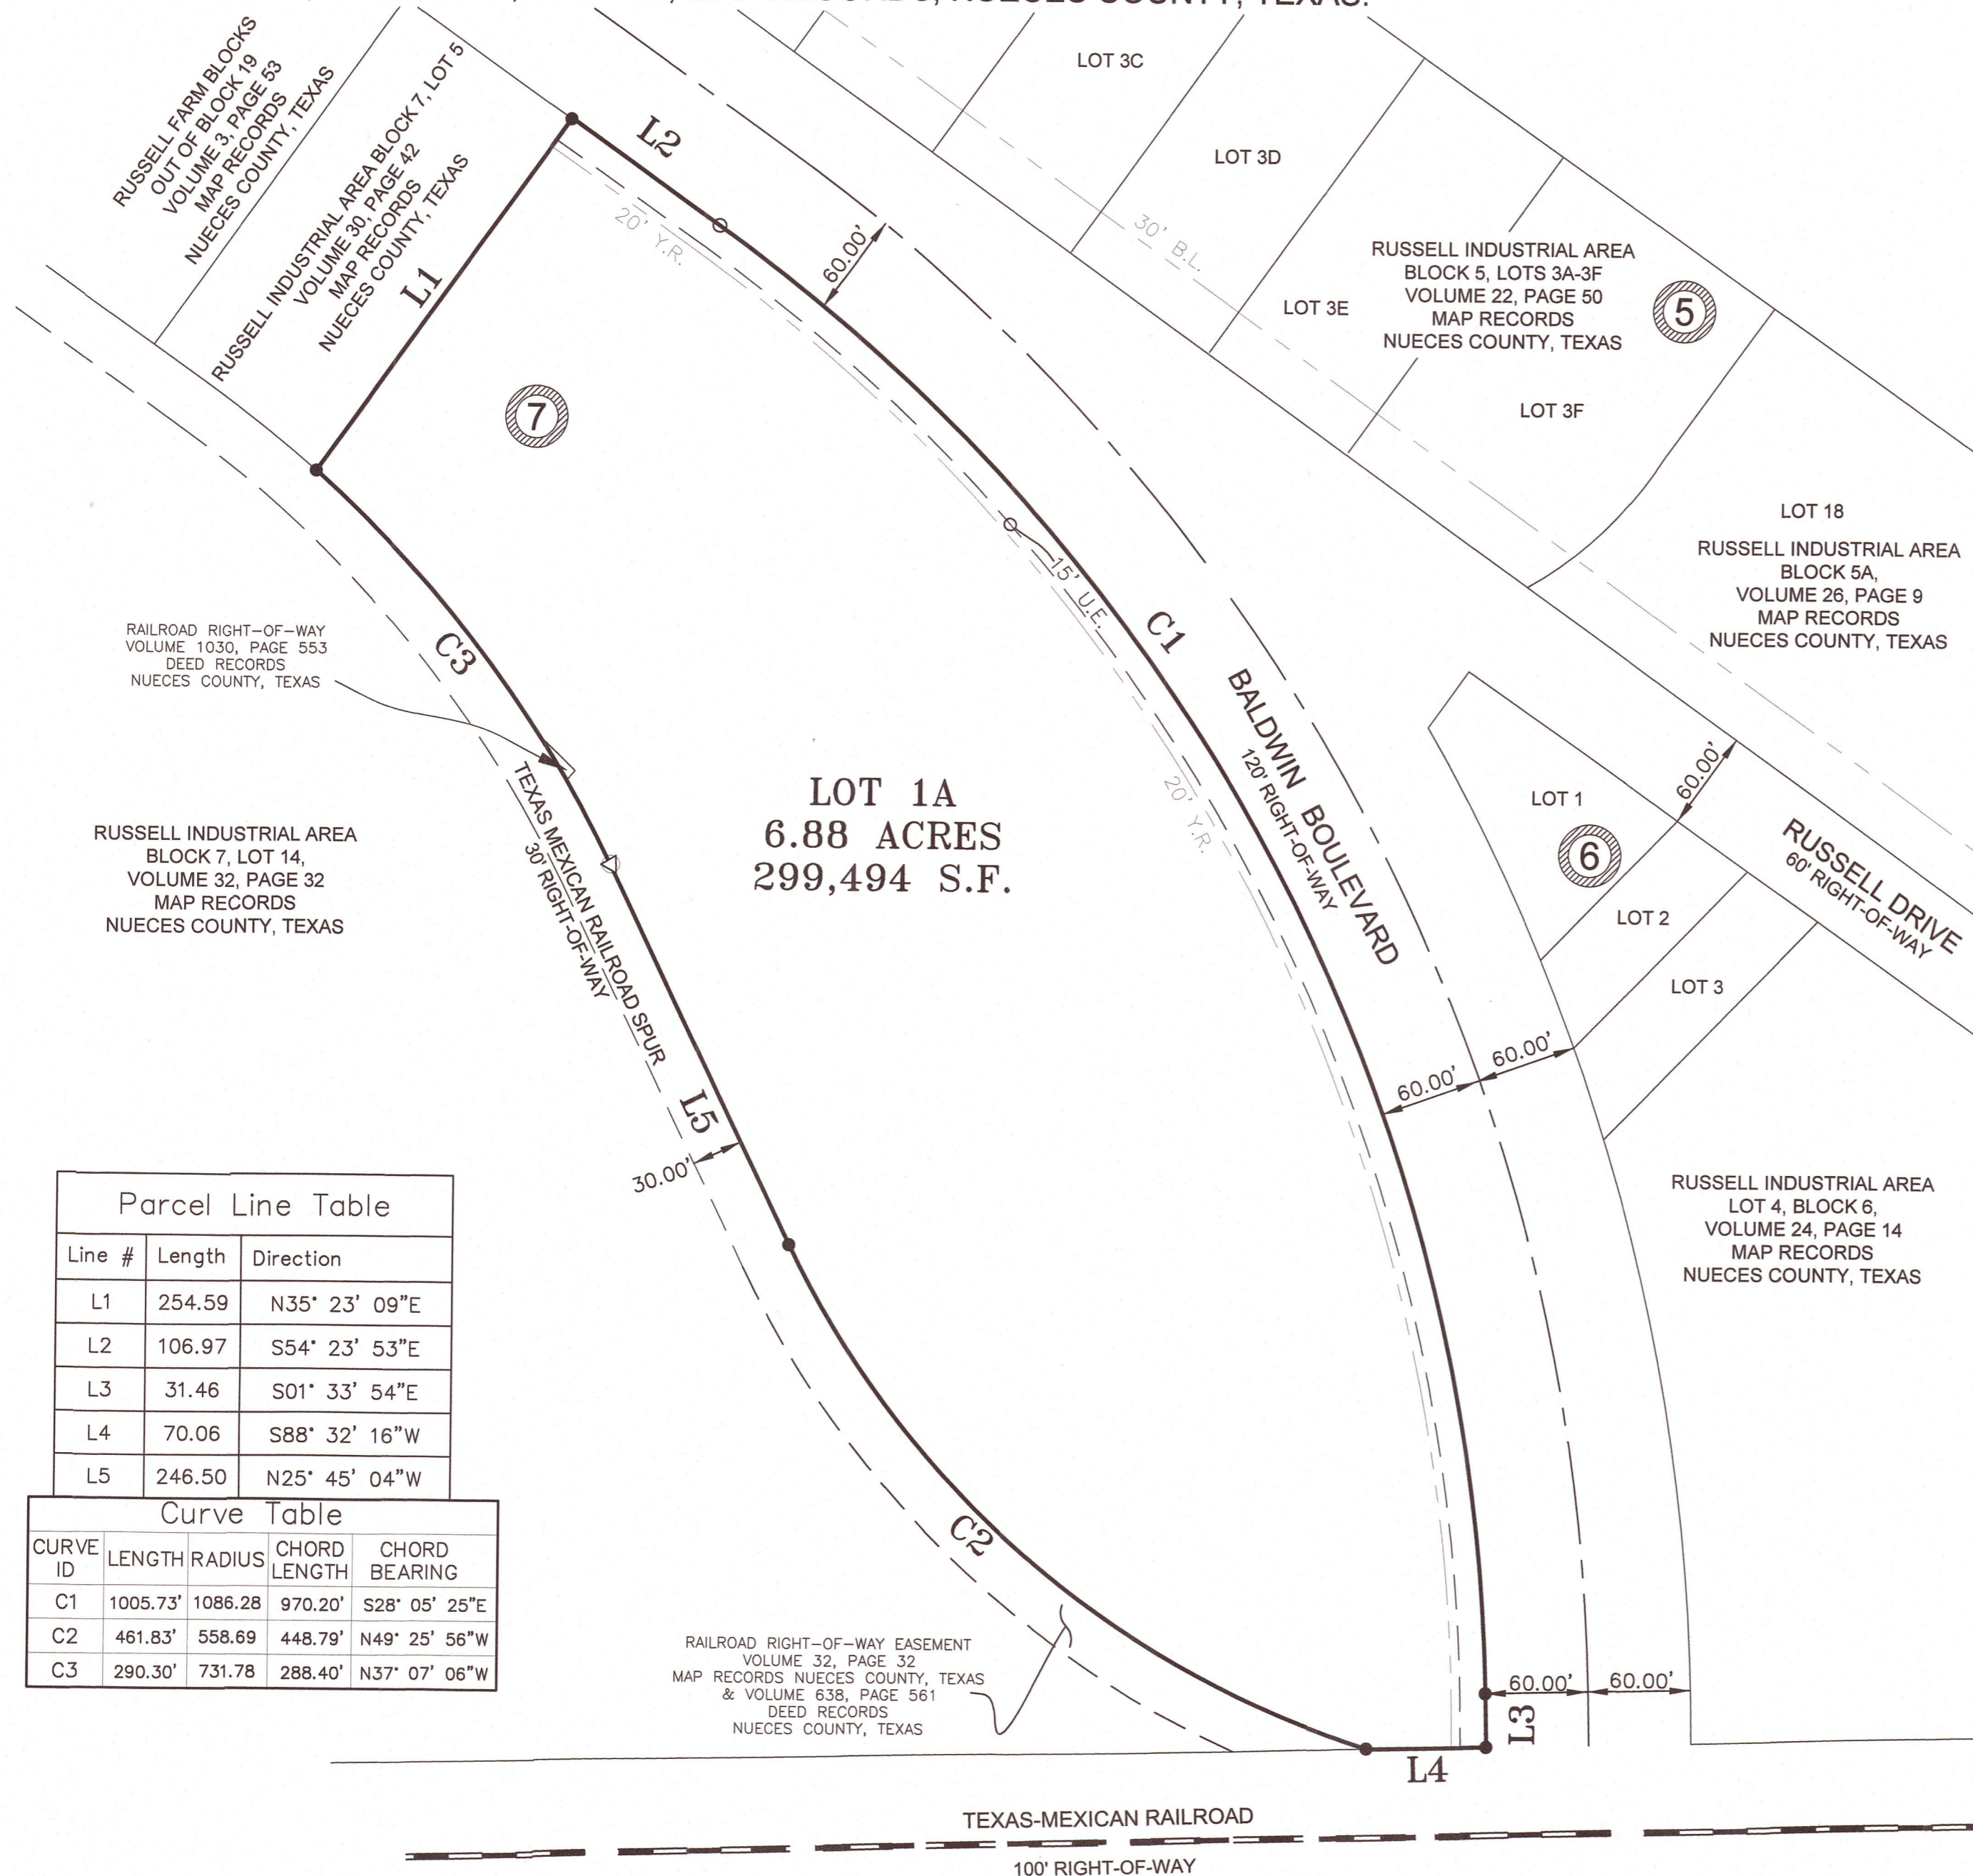 RECORDS, NUECES COUNTY, TEXAS.
RUSSELL FARM BLOCKS
OUT OF BLOCK 19
VOLUME 3, PAGE 53
MAP RECORDS
NUECES COUNTY, TEXAS
RUSSELL INDUSTRIAL AREA BLOCK 7, LOT 5
VOLUME 30, PAGE 42
MAP RECORDS
NUECES COUNTY, TEXAS
L1
L2
20' Y.R.
60.00'
LOT 3C
LOT 3D
30' B.L.
LOT 3E
RUSSELL INDUSTRIAL AREA
BLOCK 5, LOTS 3A-3F
VOLUME 22, PAGE 50
MAP RECORDS
NUECES COUNTY, TEXAS
5
LOT 3F
7
LOT 18
RUSSELL INDUSTRIAL AREA
BLOCK 5A,
VOLUME 26, PAGE 9
MAP RECORDS
NUECES COUNTY, TEXAS
15' U.E.
C1
RAILROAD RIGHT-OF-WAY
VOLUME 1030, PAGE 553
DEED RECORDS
NUECES COUNTY, TEXAS
C3
BALDWIN BOULEVARD
120' RIGHT-OF-WAY
20' Y.R.
LOT 1A
6.88 ACRES
299,494 S.F.
TEXAS MEXICAN RAILROAD SPUR
30' RIGHT-OF-WAY
RUSSELL INDUSTRIAL AREA
BLOCK 7, LOT 14,
VOLUME 32, PAGE 32
MAP RECORDS
NUECES COUNTY, TEXAS
60.00'
LOT 1
6
RUSSELL DRIVE
60' RIGHT-OF-WAY
LOT 2
LOT 3
60.00'
60.00'
L5
30.00'
RUSSELL INDUSTRIAL AREA
LOT 4, BLOCK 6,
VOLUME 24, PAGE 14
MAP RECORDS
NUECES COUNTY, TEXAS
Parcel Line Table
Line # Length Direction
L1 254.59 N35° 23' 09"E
L2 106.97 S54° 23' 53"E
L3 31.46 S01° 33' 54"E
L4 70.06 S88° 32' 16"W
L5 246.50 N25° 45' 04"W
Curve Table
CURVE ID LENGTH RADIUS CHORD LENGTH CHORD BEARING
C1 1005.73' 1086.28 970.20' S28° 05' 25"E
C2 461.83' 558.69 448.79' N49° 25' 56"W
C3 290.30' 731.78 288.40' N37° 07' 06"W
C2
RAILROAD RIGHT-OF-WAY EASEMENT
VOLUME 32, PAGE 32
MAP RECORDS NUECES COUNTY, TEXAS
& VOLUME 638, PAGE 561
DEED RECORDS
NUECES COUNTY, TEXAS
60.00'
60.00'
L3
L4
TEXAS-MEXICAN RAILROAD
100' RIGHT-OF-WAY